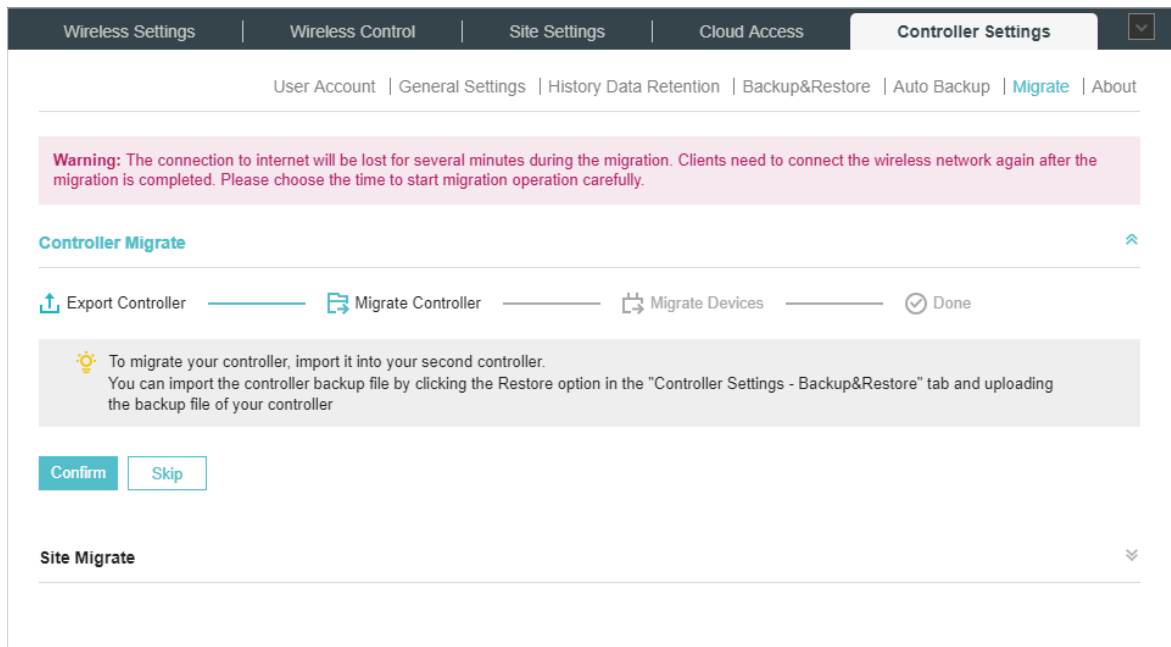 Wireless Settings | Wireless Control | Site Settings | Cloud Access Controller Settings
User Account | General Settings | History Data Retention | Backup&Restore | Auto Backup | Migrate | About
Warning: The connection to internet will be lost for several minutes during the migration. Clients need to connect the wireless network again after the
migration is completed. Please choose the time to start migration operation carefully.
Controller Migrate
Export Controller Migrate Controller Migrate Devices Done
To migrate your controller, import it into your second controller.
You can import the controller backup file by clicking the Restore option in the "Controller Settings - Backup&Restore" tab and uploading
the backup file of your controller
Confirm Skip
Site Migrate